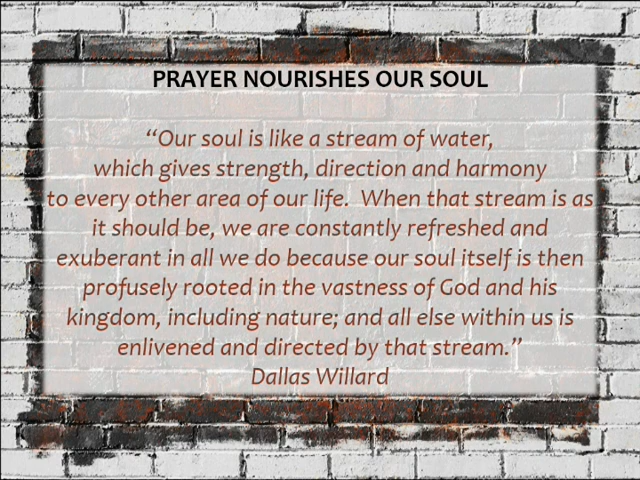 PRAYER NOURISHES OUR SOUL
“Our soul is like a stream of water,
which gives strength, direction and harmony
to every other area of our life.  When that stream is as
it should be, we are constantly refreshed and
exuberant in all we do because our soul itself is then
profusely rooted in the vastness of God and his
kingdom, including nature; and all else within us is
enlivened and directed by that stream.”
Dallas Willard